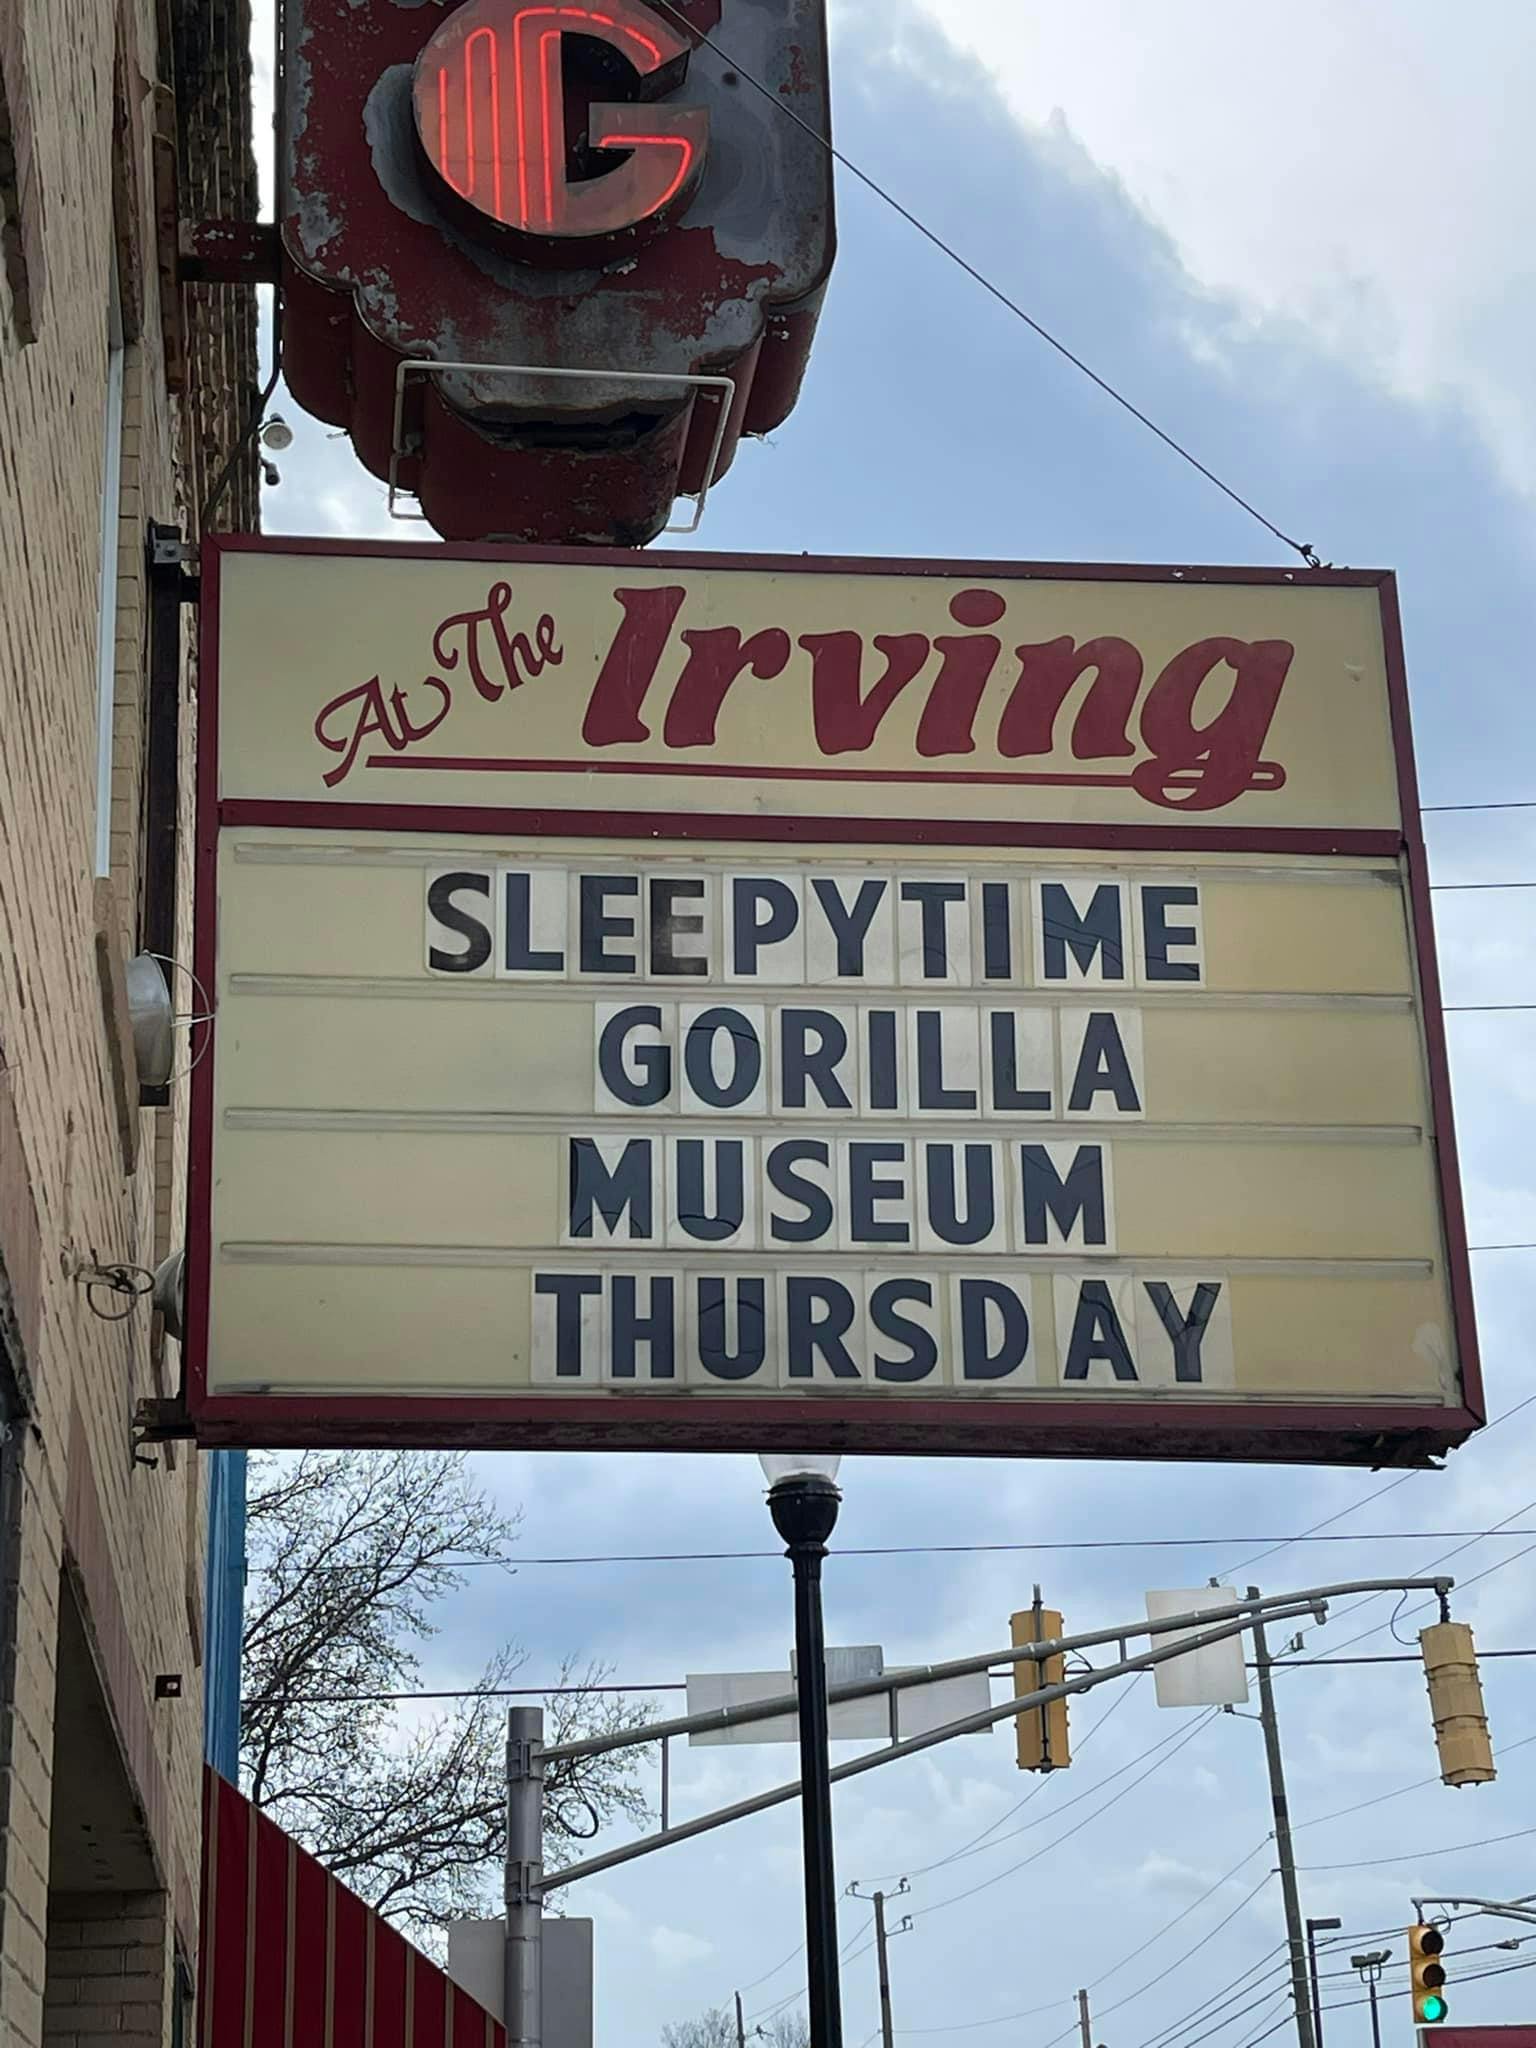 G
At The Irving
SLEEPYTIME
GORILLA
MUSEUM
THURSDAY